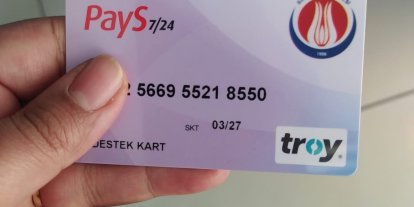 PayS 7/24
2 5669 5521 8550
SKT 03/27
DESTEK KART
troy